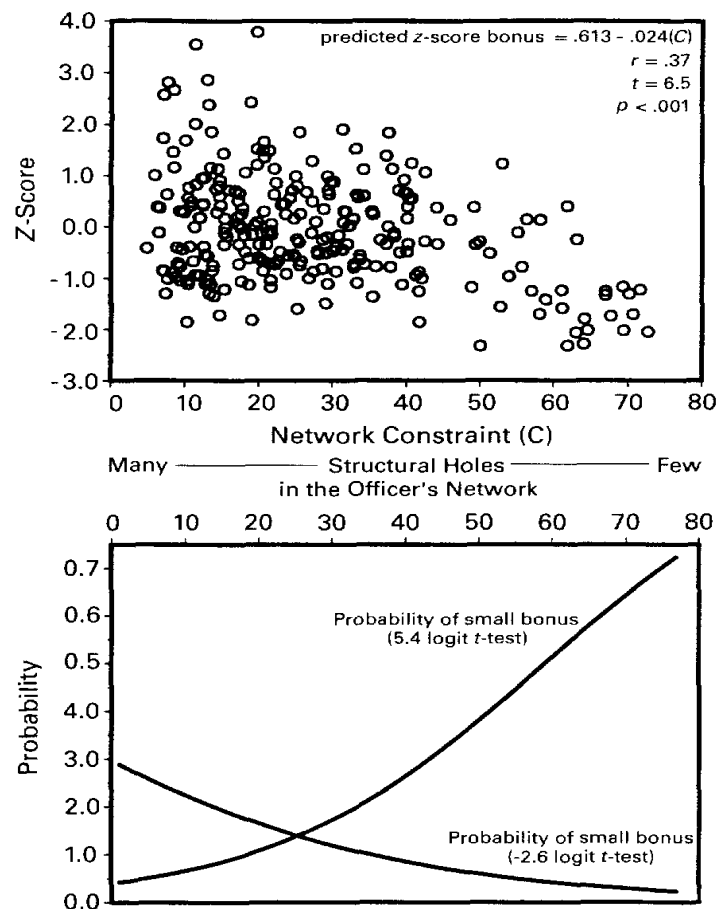 4.0
3.0
2.0
1.0
0.0
-1.0
-2.0
-3.0
Z-Score
predicted z-score bonus = .613 - .024(C)
r = .37
t = 6.5
p < .001
0 10 20 30 40 50 60 70 80
Network Constraint (C)
Many Structural Holes Few
in the Officer's Network
0 10 20 30 40 50 60 70 80
0.7
0.6
0.5
4.0
3.0
2.0
1.0
0.0
Probability
Probability of small bonus
(5.4 logit t-test)
Probability of small bonus
(-2.6 logit t-test)